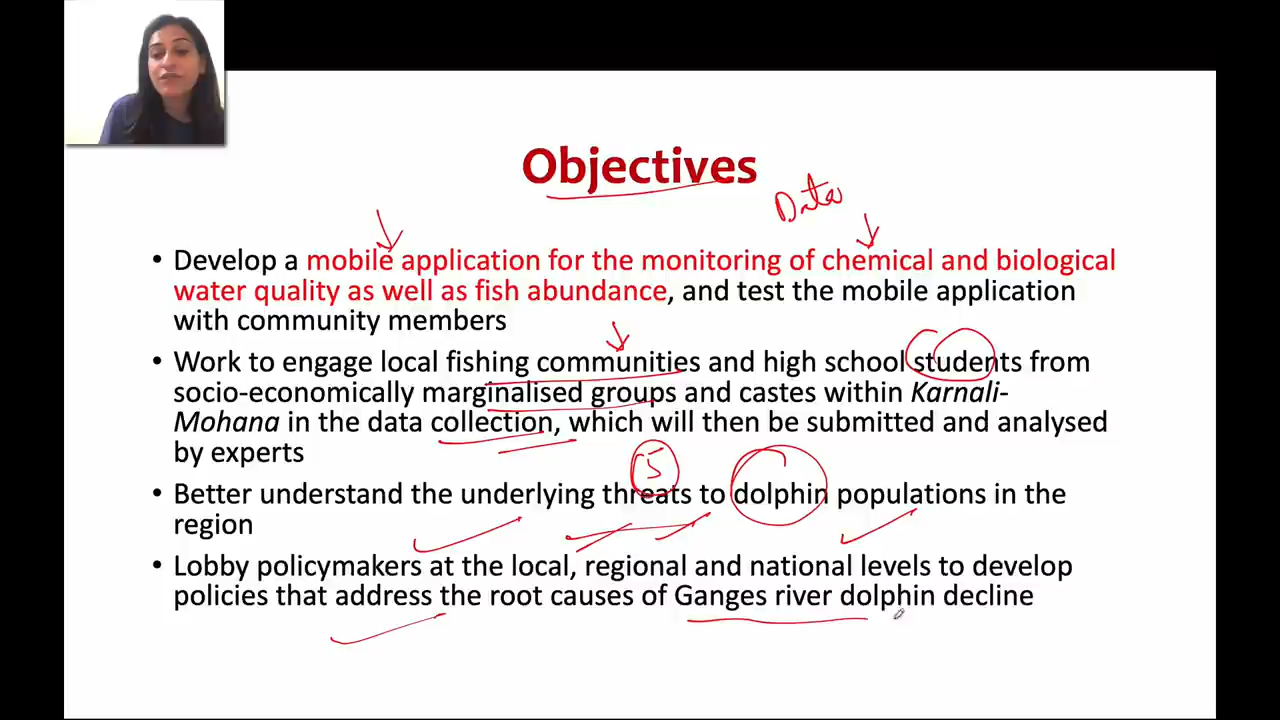 Objectives
Data
• Develop a mobile application for the monitoring of chemical and biological
water quality as well as fish abundance, and test the mobile application
with community members
• Work to engage local fishing communities and high school students from
socio-economically marginalised groups and castes within Karnali-
Mohana in the data collection, which will then be submitted and analysed
by experts
5
• Better understand the underlying threats to dolphin populations in the
region
• Lobby policymakers at the local, regional and national levels to develop
policies that address the root causes of Ganges river dolphin decline